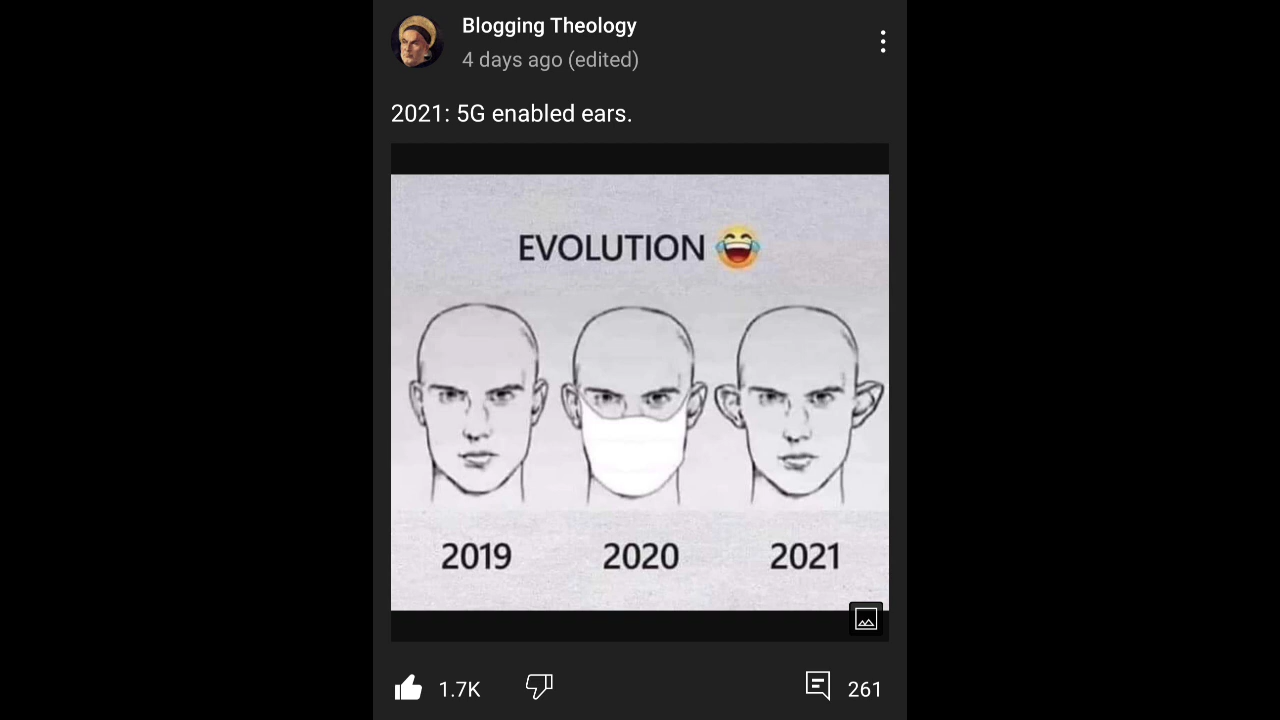 Blogging Theology
4 days ago (edited)
2021: 5G enabled ears.
EVOLUTION 😂
2019 2020 2021
1.7K 261